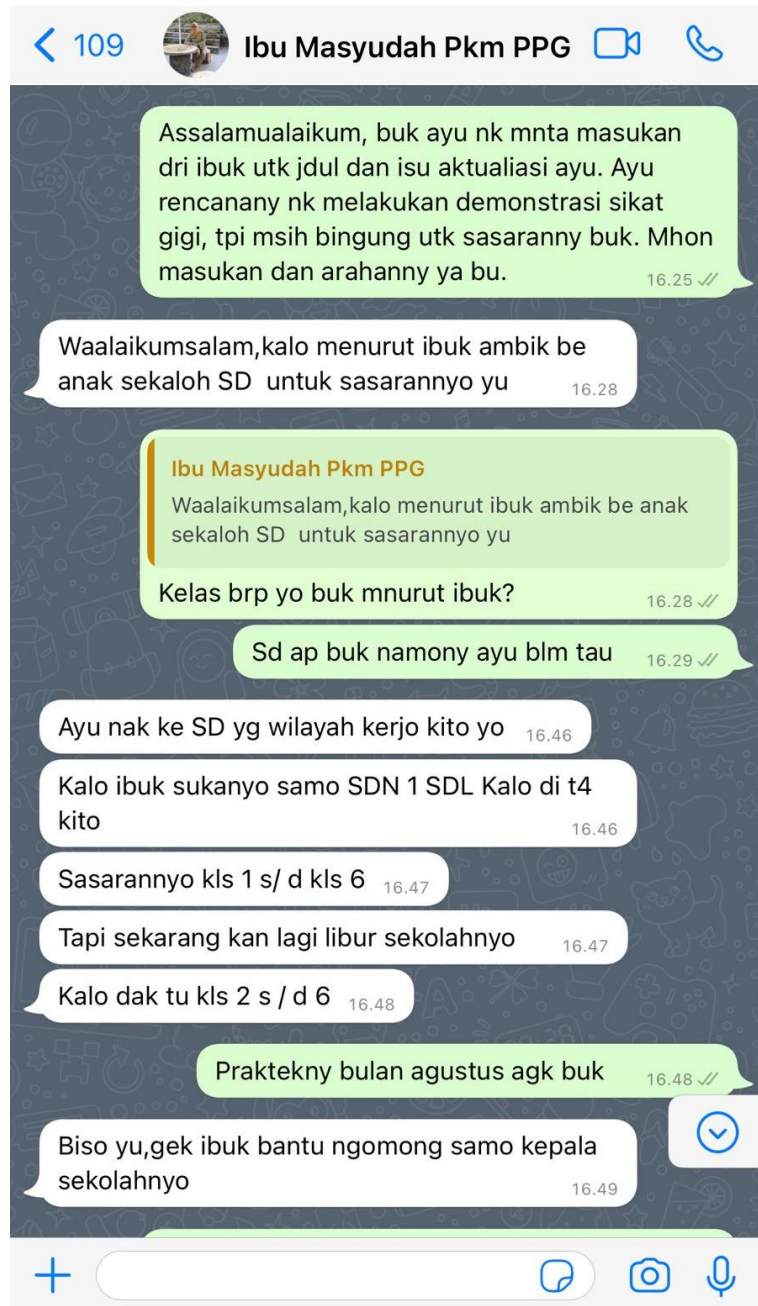 109
Ibu Masyudah Pkm PPG
Assalamualaikum, buk ayu nk mnta masukan
dri ibuk utk jdul dan isu aktualiasi ayu. Ayu
rencanany nk melakukan demonstrasi sikat
gigi, tpi msih bingung utk sasaranny buk. Mhon
masukan dan arahanny ya bu.
16.25
Waalaikumsalam,kalo menurut ibuk ambik be
anak sekaloh SD untuk sasarannyo yu
16.28
Ibu Masyudah Pkm PPG
Waalaikumsalam,kalo menurut ibuk ambik be anak
sekaloh SD untuk sasarannyo yu
Kelas brp yo buk mnurut ibuk?
16.28
Sd ap buk namony ayu blm tau
16.29
Ayu nak ke SD yg wilayah kerjo kito yo
16.46
Kalo ibuk sukanyo samo SDN 1 SDL Kalo di t4
kito
16.46
Sasarannyo kls 1 s/ d kls 6
16.47
Tapi sekarang kan lagi libur sekolahnyo
16.47
Kalo dak tu kls 2 s / d 6
16.48
Praktekny bulan agustus agk buk
16.48
Biso yu,gek ibuk bantu ngomong samo kepala
sekolahnyo
16.49